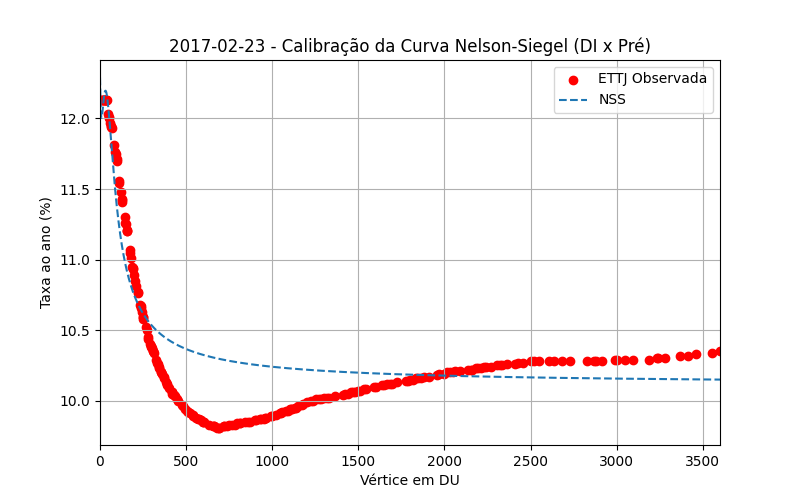 2017-02-23 - Calibração da Curva Nelson-Siegel (DI x Pré)
ETTJ Observada
NSS
Taxa ao ano (%)
12.0
11.5
11.0
10.5
10.0
0 500 1000 1500 2000 2500 3000 3500
Vértice em DU